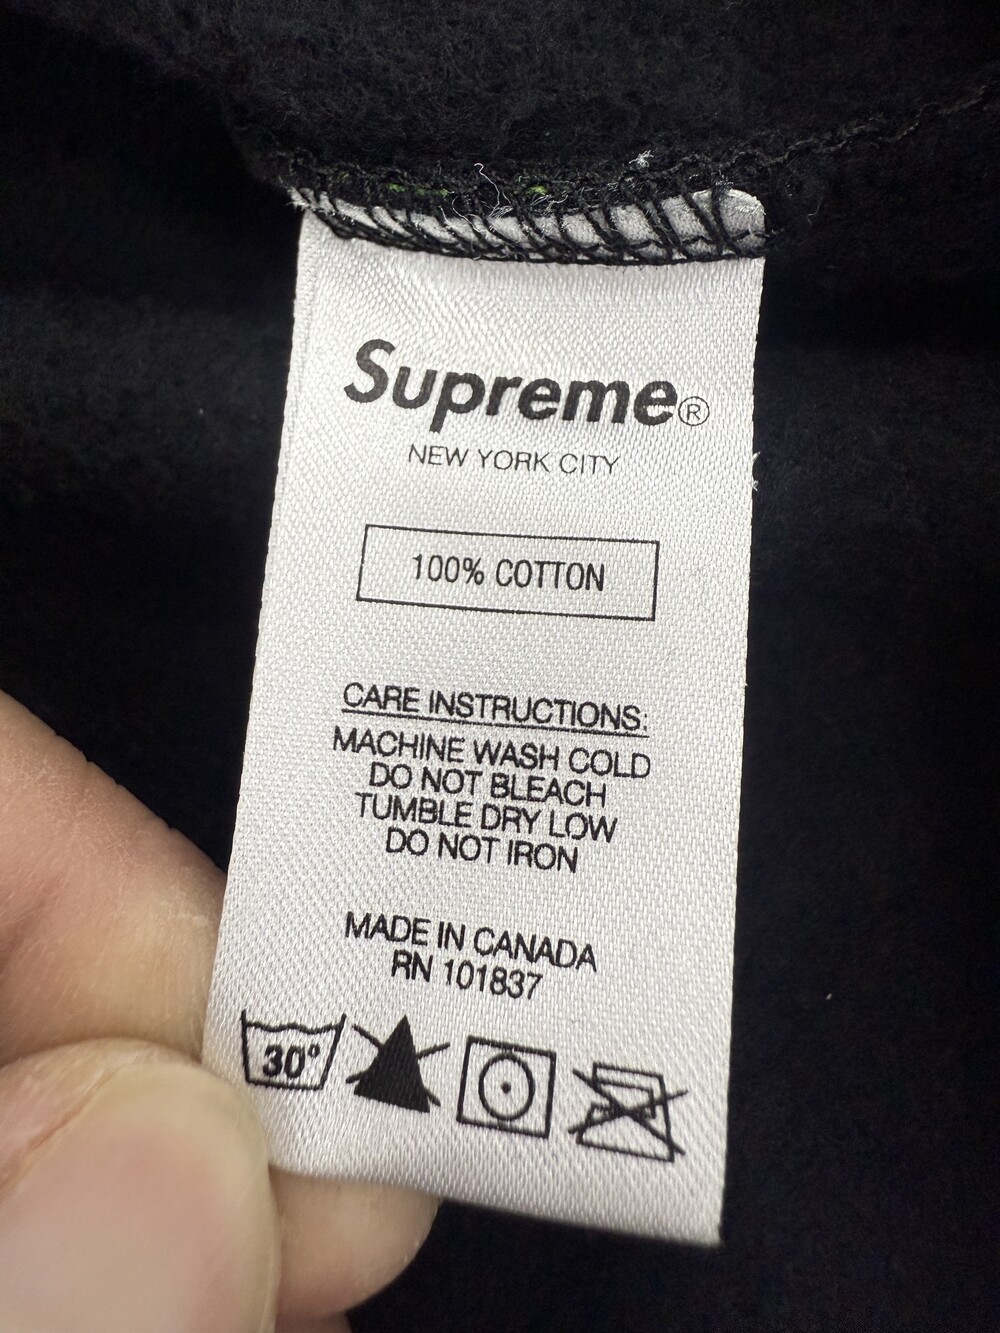 Supreme®
NEW YORK CITY
100% COTTON
CARE INSTRUCTIONS:
MACHINE WASH COLD
DO NOT BLEACH
TUMBLE DRY LOW
DO NOT IRON
MADE IN CANADA
RN 101837
30°